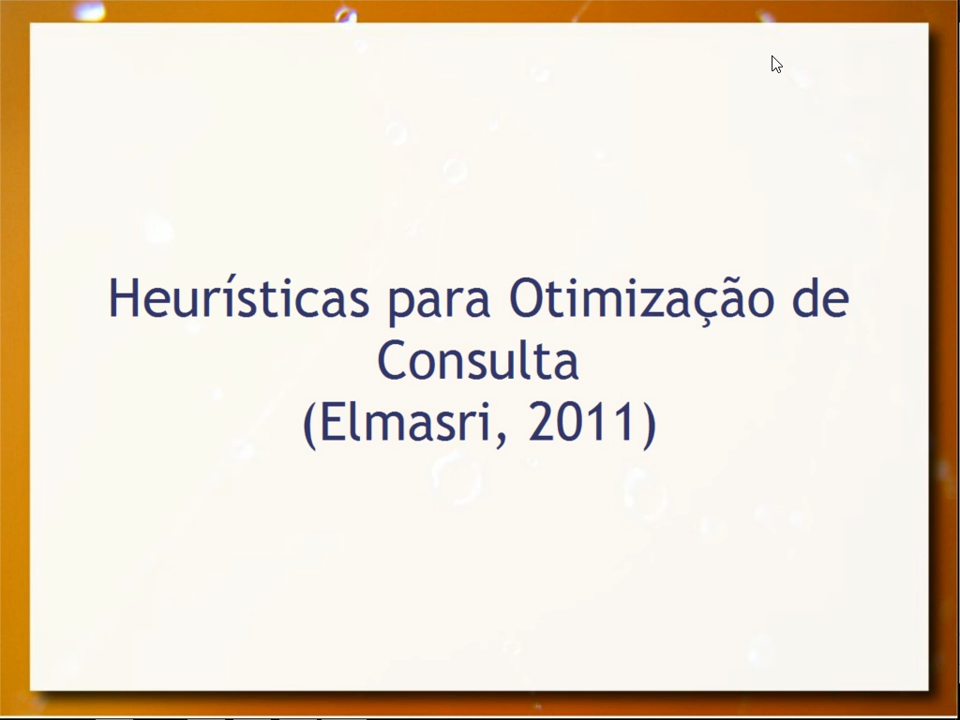 Heurísticas para Otimização de
Consulta
(Elmasri, 2011)